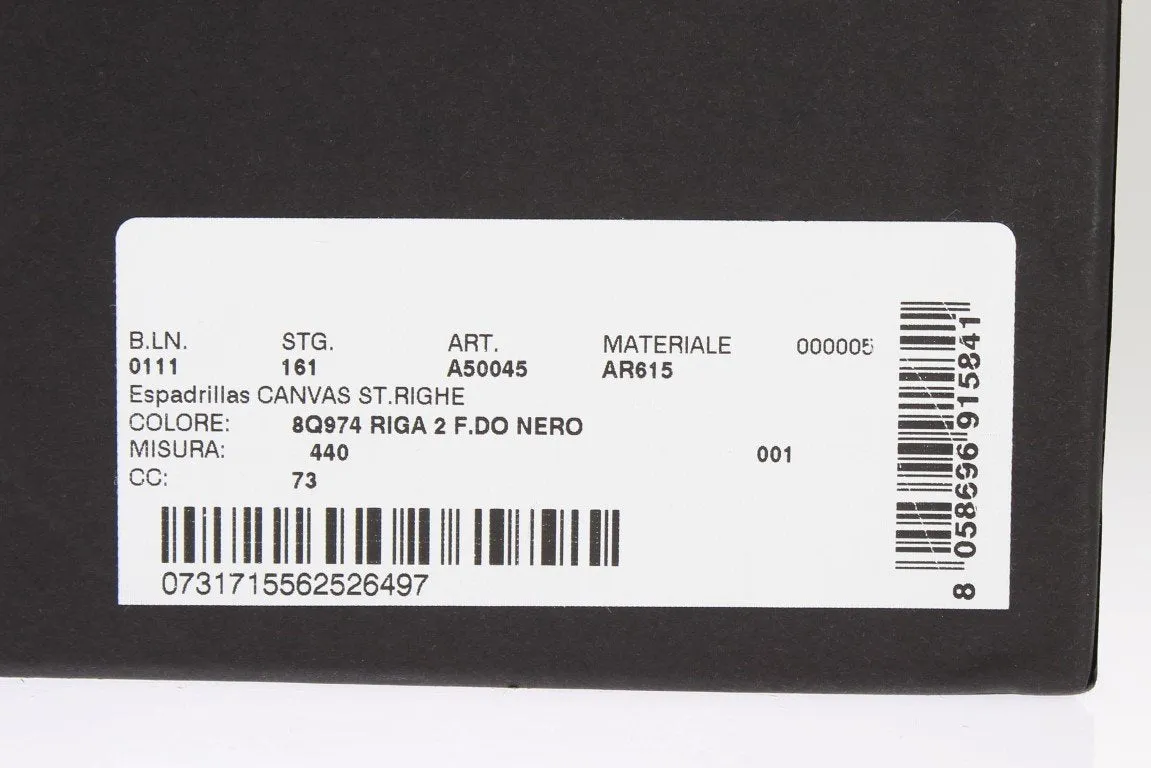 B.LN. STG. ART. MATERIALE 000005
0111 161 A50045 AR615
Espadrillas CANVAS ST.RIGHE
COLORE: 8Q974 RIGA 2 F.DO NERO
MISURA: 440 001
CC: 73
0731715562526497
8 058696 915841